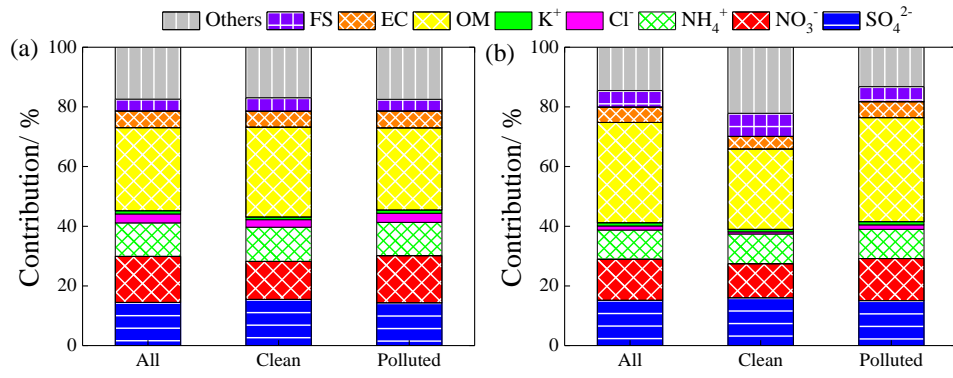 Others FS EC OM K⁺ Cl⁻ NH₄⁺ NO₃⁻ SO₄²⁻
(a)
Contribution/ %
100
80
60
40
20
0
All Clean Polluted
(b)
Contribution/ %
100
80
60
40
20
0
All Clean Polluted